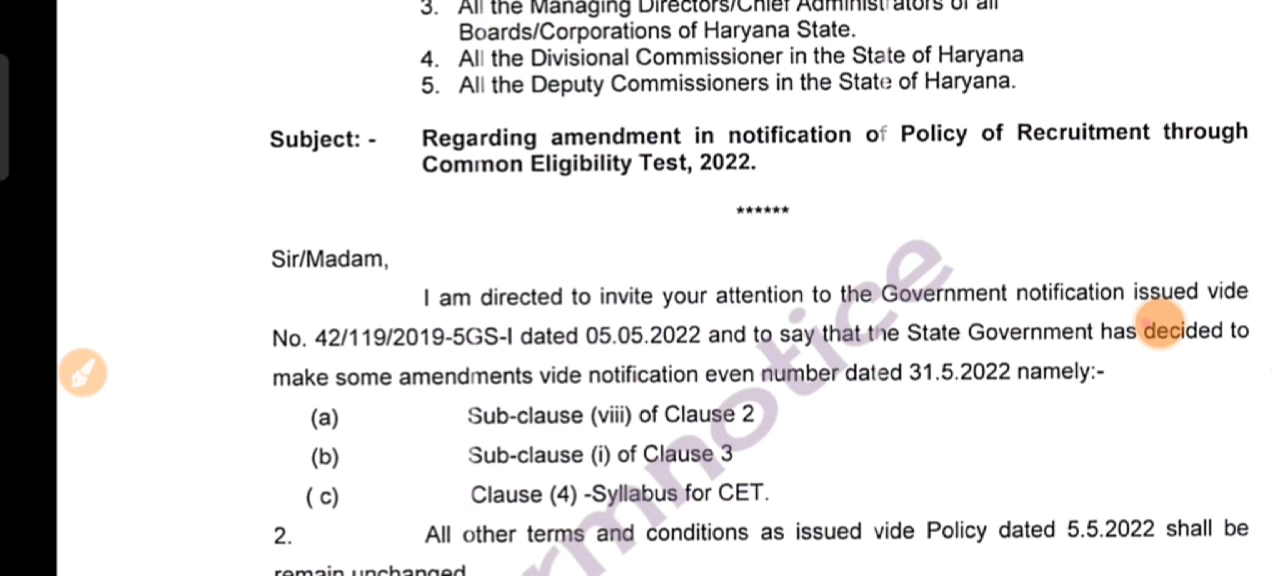 3. All the Managing Directors/Chief Administrators of all
Boards/Corporations of Haryana State.
4. All the Divisional Commissioner in the State of Haryana
5. All the Deputy Commissioners in the State of Haryana.
Subject: - Regarding amendment in notification of Policy of Recruitment through
Common Eligibility Test, 2022.
******
Sir/Madam,
I am directed to invite your attention to the Government notification issued vide
No. 42/119/2019-5GS-I dated 05.05.2022 and to say that the State Government has decided to
make some amendments vide notification even number dated 31.5.2022 namely:-
(a) Sub-clause (viii) of Clause 2
(b) Sub-clause (i) of Clause 3
( c) Clause (4) -Syllabus for CET.
2. All other terms and conditions as issued vide Policy dated 5.5.2022 shall be
remain unchanged
rmnotice